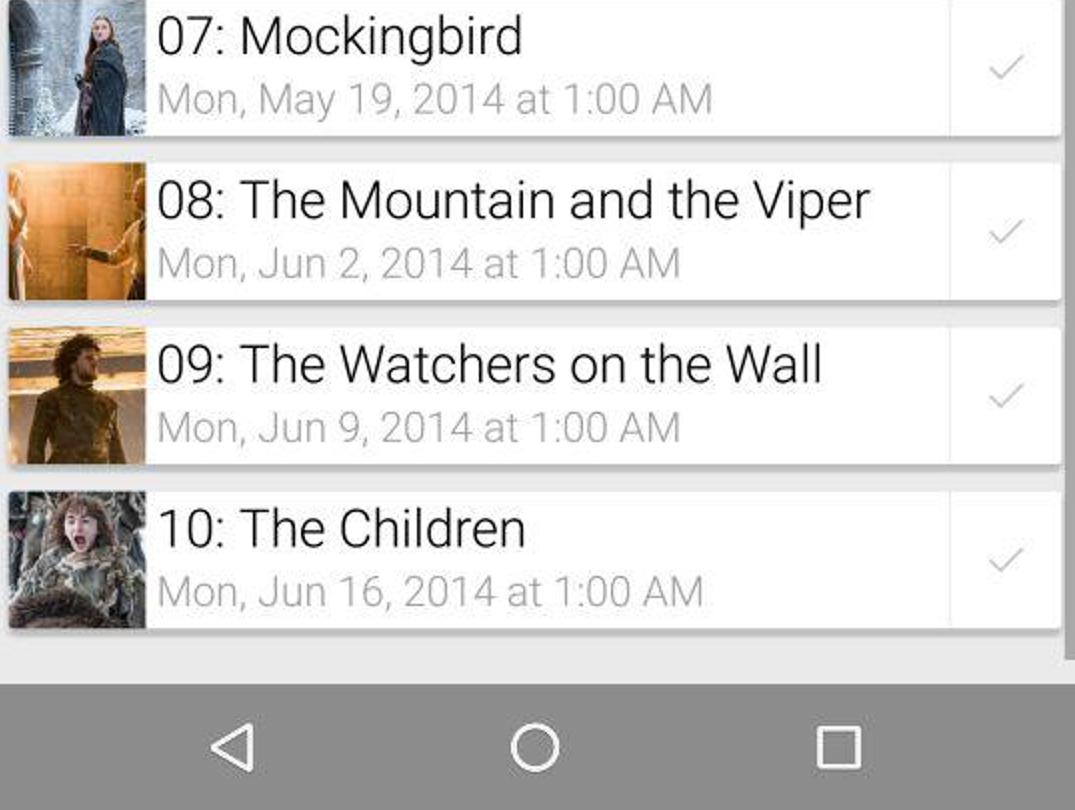 07: Mockingbird
Mon, May 19, 2014 at 1:00 AM
08: The Mountain and the Viper
Mon, Jun 2, 2014 at 1:00 AM
09: The Watchers on the Wall
Mon, Jun 9, 2014 at 1:00 AM
10: The Children
Mon, Jun 16, 2014 at 1:00 AM